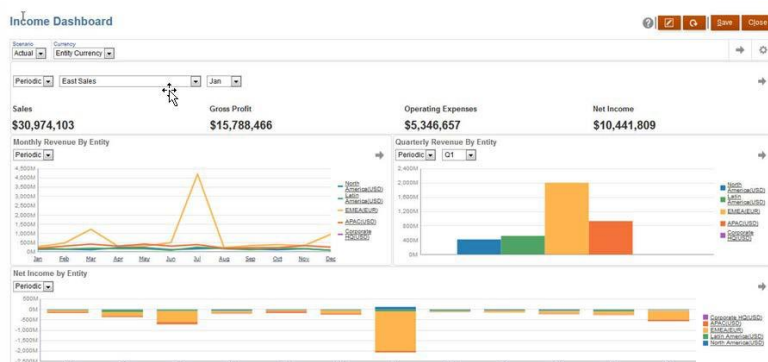 Income Dashboard
Save
Close
Scenario
Currency
Actual
Entity Currency
Periodic
East Sales
Jan
Sales
Gross Profit
Operating Expenses
Net Income
$30,974,103
$15,788,466
$5,346,657
$10,441,809
Monthly Revenue By Entity
Periodic
4,500M
4,000M
3,500M
3,000M
2,500M
2,000M
1,500M
1,000M
500M
0M
Jan
Feb
Mar
Apr
May
Jun
Jul
Aug
Sep
Oct
Nov
Dec
North
America(USD)
Latin
America(USD)
EMEA(EUR)
APAC(USD)
Corporate
HQ(USD)
Quarterly Revenue By Entity
Periodic
Q1
2,400M
1,800M
1,200M
600M
0M
North
America(USD)
Latin
America(USD)
EMEA(EUR)
APAC(USD)
Corporate
HQ(USD)
Net Income by Entity
Periodic
500M
0M
-500M
-1,000M
-1,500M
-2,000M
Corporate HQ(USD)
APAC(USD)
EMEA(EUR)
Latin America(USD)
North America(USD)